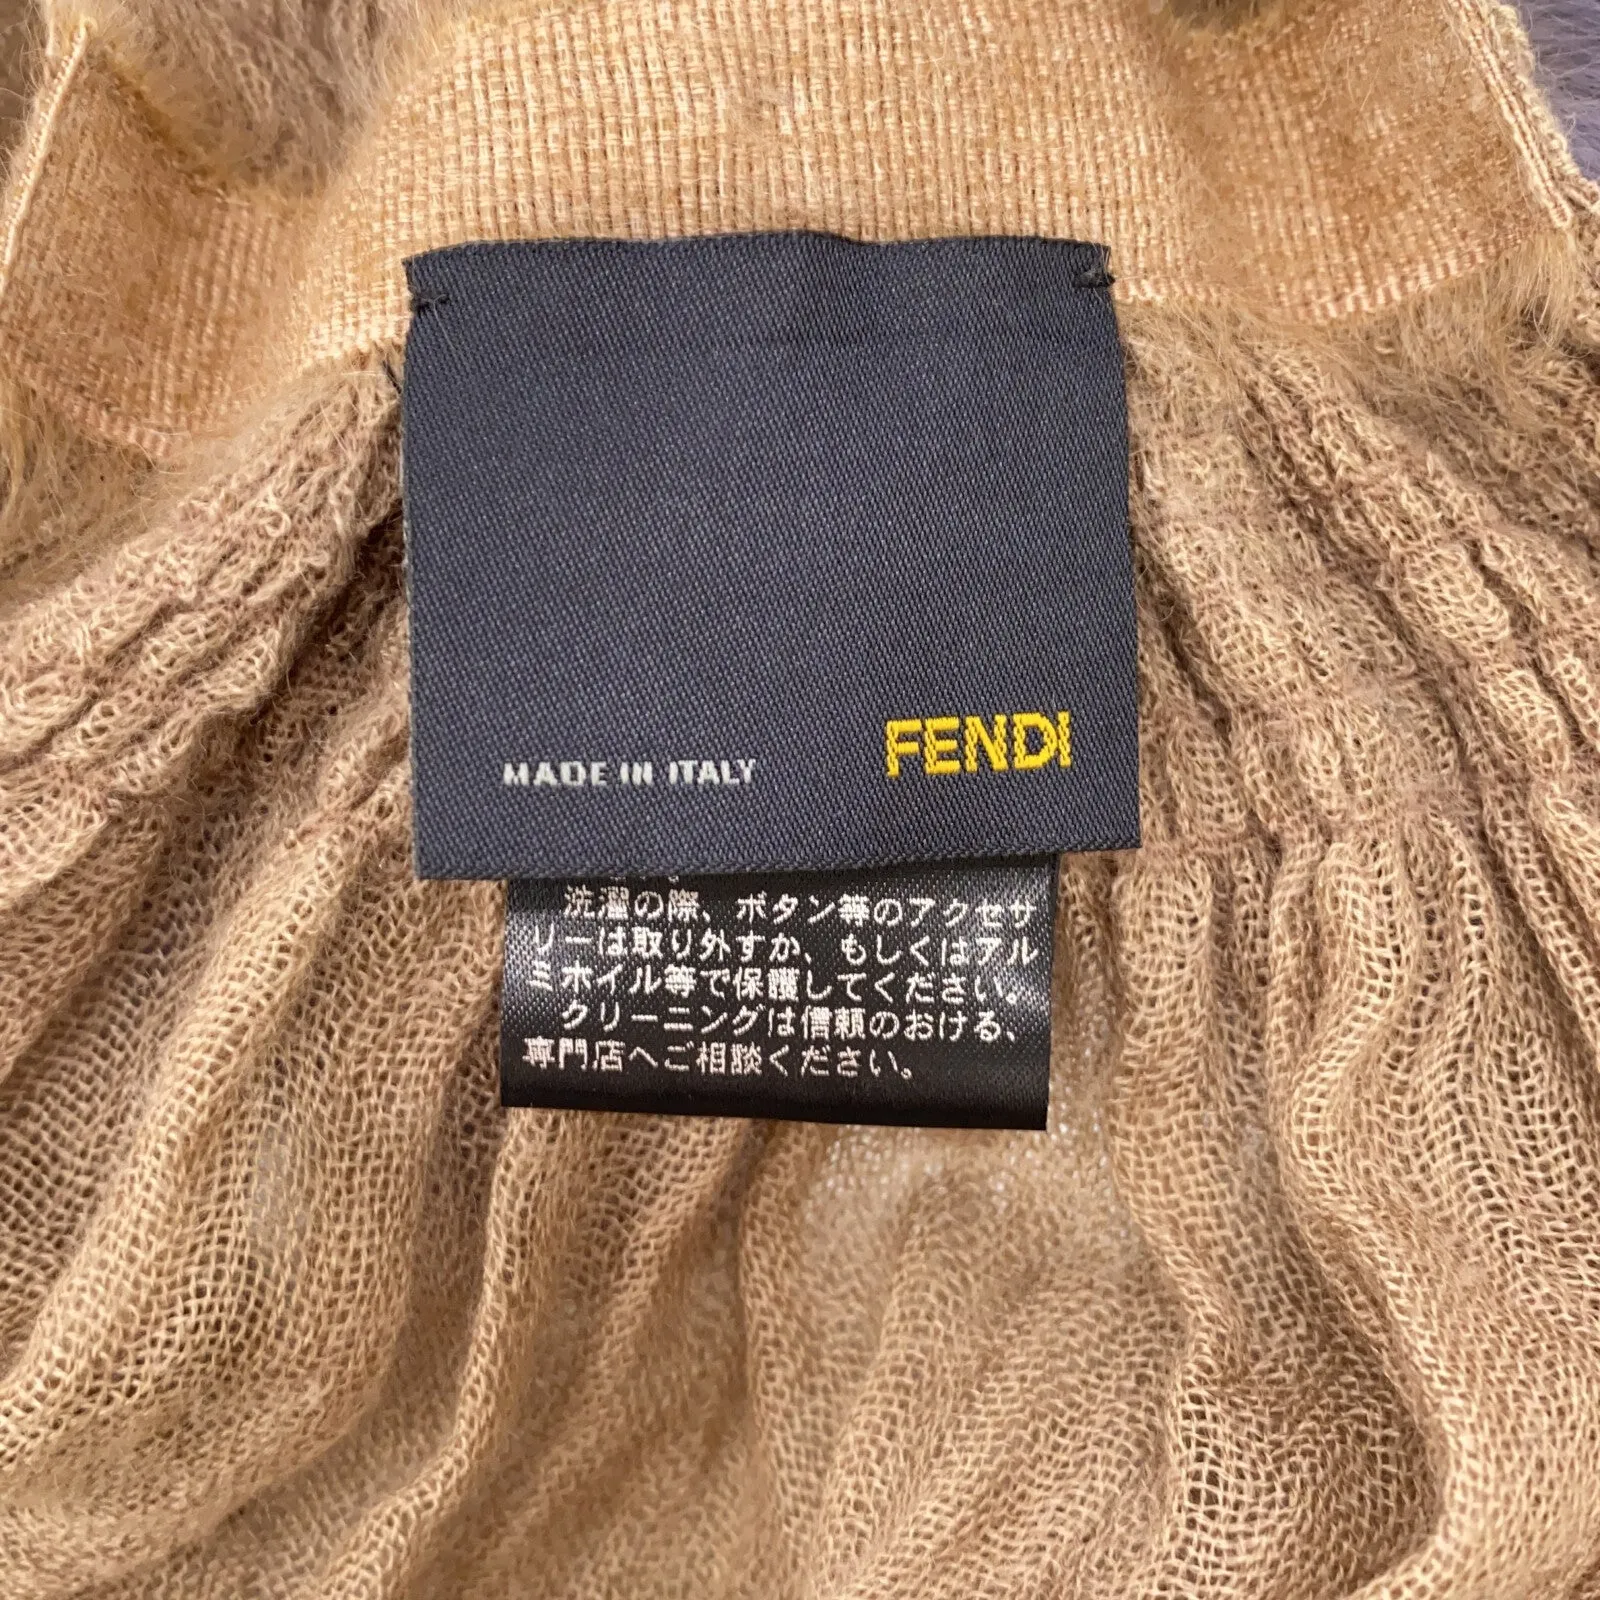 MADE IN ITALY
FENDI
洗濯の際、ボタン等のアクセサ
リーは取り外すか、もしくはアル
ミホイル等で保護してください。
クリーニングは信頼のおける、
専門店へご相談ください。